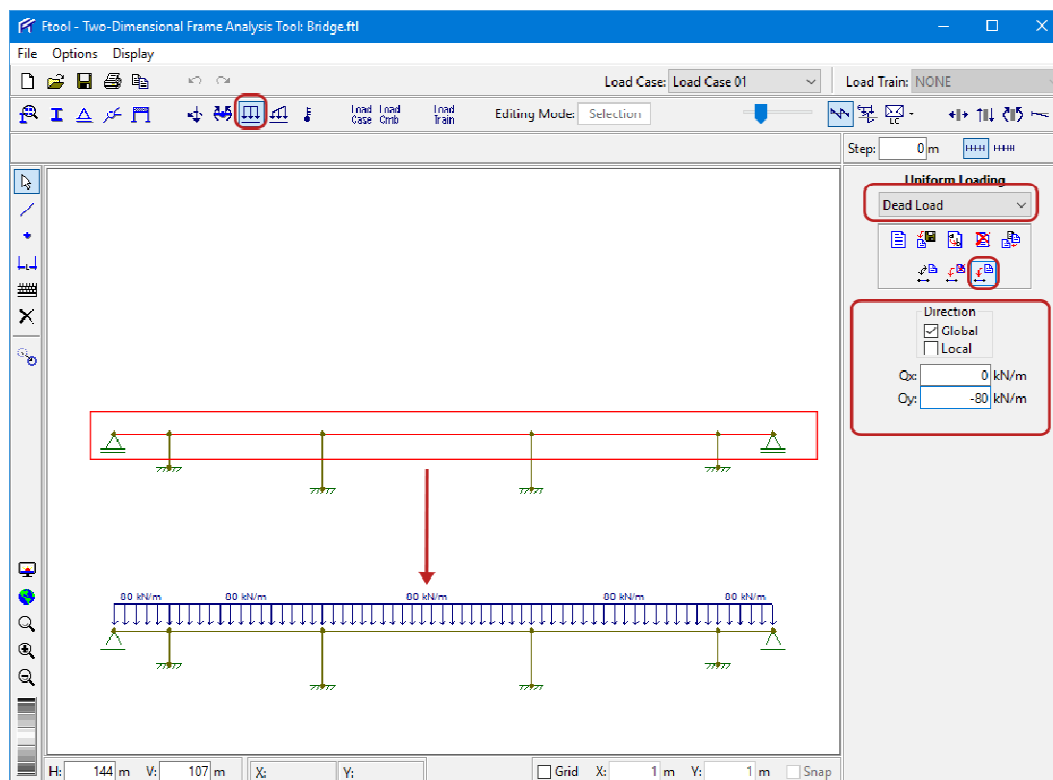 Ftool - Two-Dimensional Frame Analysis Tool: Bridge.ftl
File Options Display
Load Case: Load Case 01 Load Train: NONE
Load Case Load Cmb Load Train Editing Mode: Selection LC
Step: 0 m
Uniform Loading
Dead Load
Direction
Global
Local
Qx: 0 kN/m
Qy: -80 kN/m
80 kN/m 80 kN/m 80 kN/m 80 kN/m 80 kN/m
H: 144 m V: 107 m X: Y: Grid X: 1 m Y: 1 m Snap